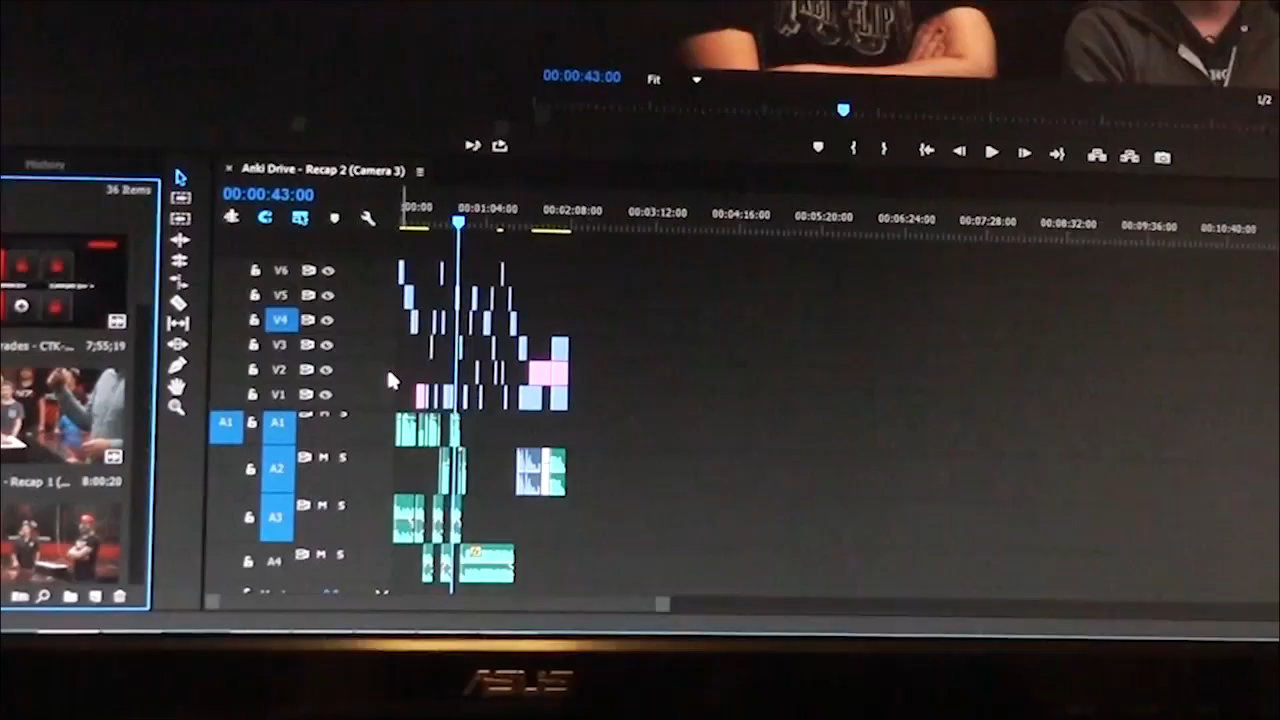 00:00:43:00 Fit
1/2
History
36 Items
× Anki Drive - Recap 2 (Camera 3)
00:00:43:00
:00:00 00:01:04:00 00:02:08:00 00:03:12:00 00:04:16:00 00:05:20:00 00:06:24:00 00:07:28:00 00:08:32:00 00:09:36:00 00:10:40:00
V6
V5
V4
V3
V2
V1
7;55;19
A1 A1 M S
A2 M S
- Recap 1 (... 8:00:20
A3 M S
A4 M S
ASUS